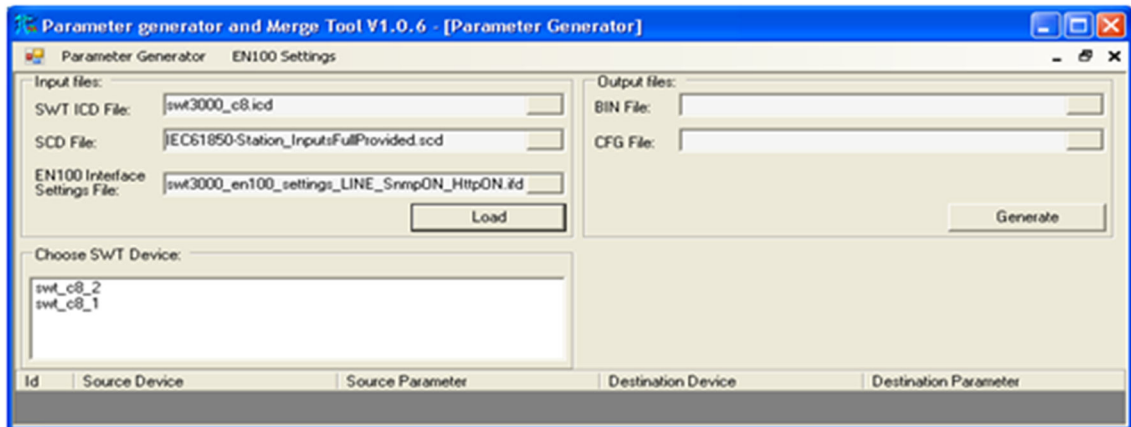 Parameter generator and Merge Tool V1.0.6 - [Parameter Generator]
Parameter Generator EN100 Settings
Input files:
SWT ICD File: swt3000_c8.icd
SCD File: IEC61850-Station_InputsFullProvided.scd
EN100 Interface
Settings File: swt3000_en100_settings_LINE_SnmpON_HttpON.ifd
Load
Output files:
BIN File:
CFG File:
Generate
Choose SWT Device:
swt_c8_2
swt_c8_1
Id Source Device Source Parameter Destination Device Destination Parameter